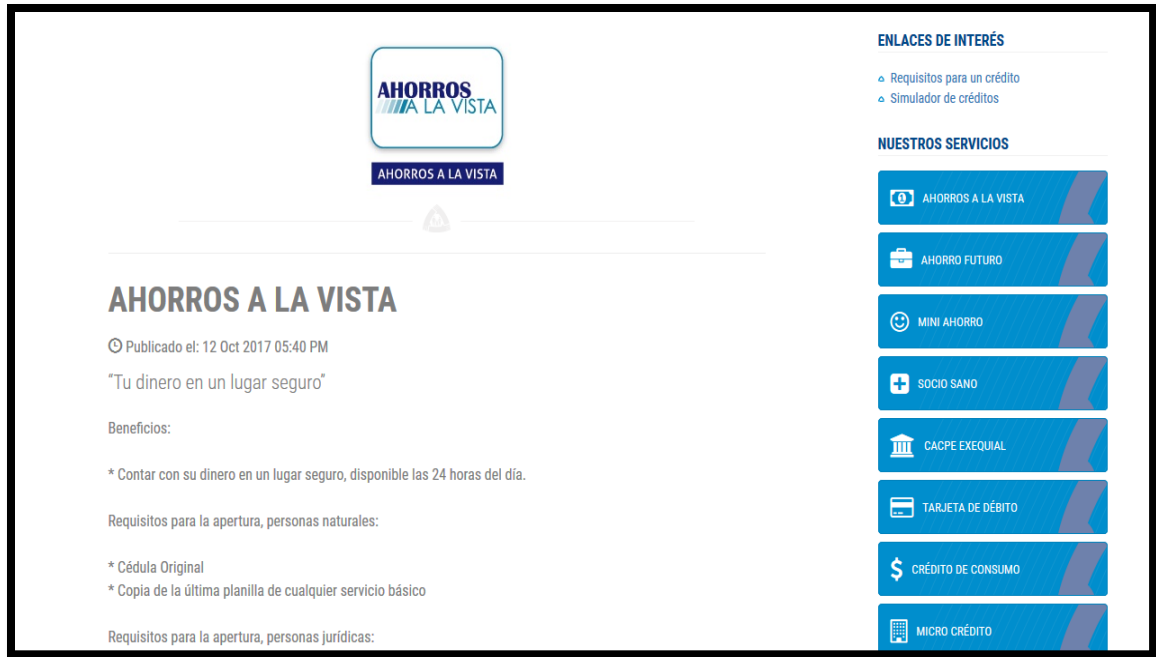 AHORROS
A LA VISTA
AHORROS A LA VISTA
AHORROS A LA VISTA
Publicado el: 12 Oct 2017 05:40 PM
"Tu dinero en un lugar seguro"
Beneficios:
* Contar con su dinero en un lugar seguro, disponible las 24 horas del día.
Requisitos para la apertura, personas naturales:
* Cédula Original
* Copia de la última planilla de cualquier servicio básico
Requisitos para la apertura, personas jurídicas:
ENLACES DE INTERÉS
Requisitos para un crédito
Simulador de créditos
NUESTROS SERVICIOS
AHORROS A LA VISTA
AHORRO FUTURO
MINI AHORRO
SOCIO SANO
CACPE EXEQUIAL
TARJETA DE DÉBITO
CRÉDITO DE CONSUMO
MICRO CRÉDITO